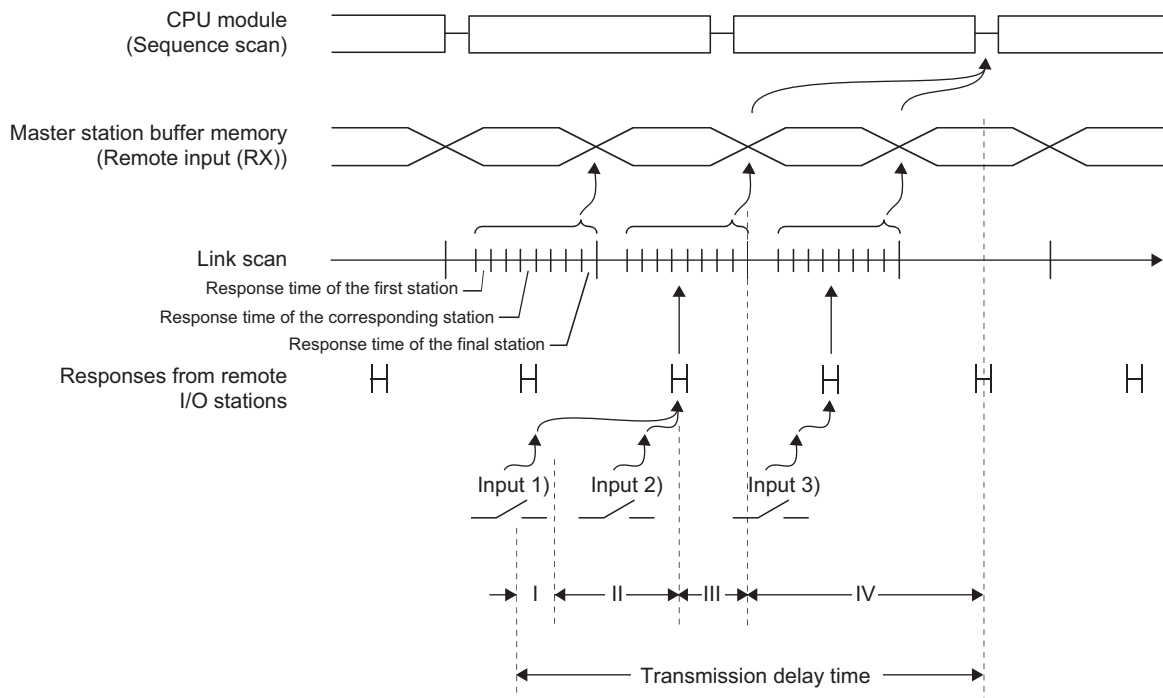 CPU module
(Sequence scan)
Master station buffer memory
(Remote input (RX))
Link scan
Response time of the first station
Response time of the corresponding station
Response time of the final station
Responses from remote
I/O stations
Input 1)
Input 2)
Input 3)
I
II
III
IV
Transmission delay time